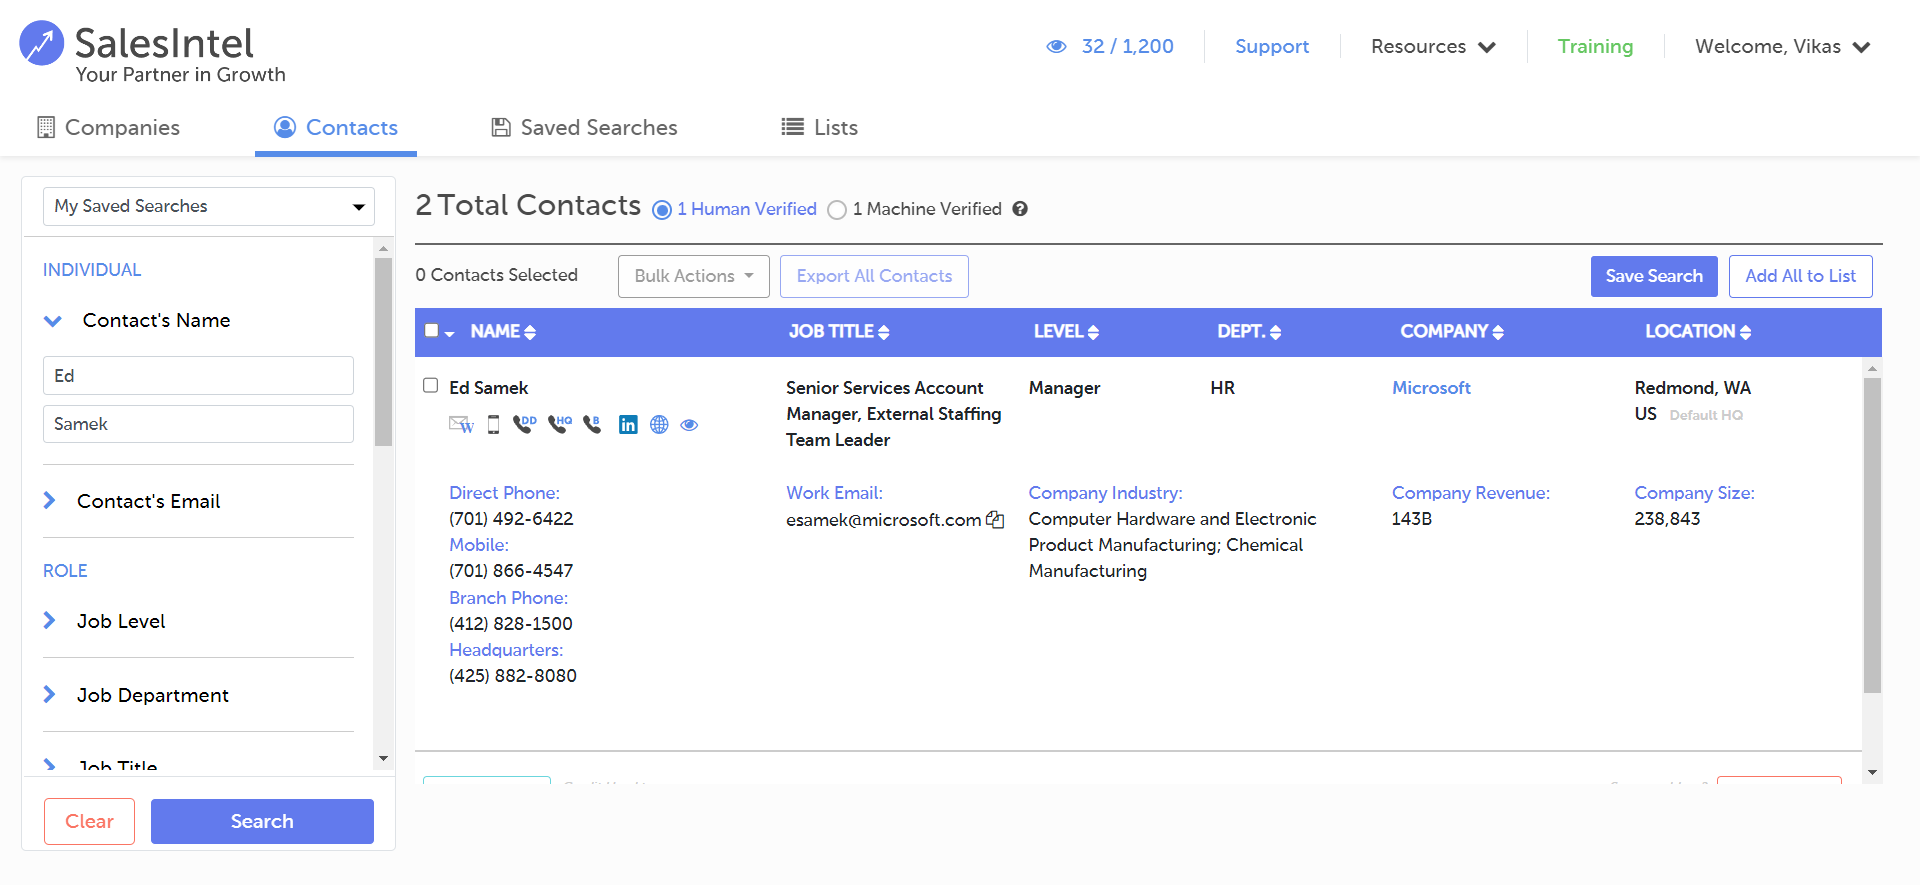 SalesIntel
Your Partner in Growth
32 / 1,200
Support
Resources
Training
Welcome, Vikas
Companies
Contacts
Saved Searches
Lists
My Saved Searches
INDIVIDUAL
Contact's Name
Ed
Samek
Contact's Email
ROLE
Job Level
Job Department
Job Title
Clear
Search
2 Total Contacts
1 Human Verified
1 Machine Verified
0 Contacts Selected
Bulk Actions
Export All Contacts
Save Search
Add All to List
NAME
JOB TITLE
LEVEL
DEPT.
COMPANY
LOCATION
Ed Samek
W
DD
HQ
B
in
Senior Services Account
Manager, External Staffing
Team Leader
Manager
HR
Microsoft
Redmond, WA
US Default HQ
Direct Phone:
(701) 492-6422
Mobile:
(701) 866-4547
Branch Phone:
(412) 828-1500
Headquarters:
(425) 882-8080
Work Email:
esamek@microsoft.com
Company Industry:
Computer Hardware and Electronic
Product Manufacturing; Chemical
Manufacturing
Company Revenue:
143B
Company Size:
238,843